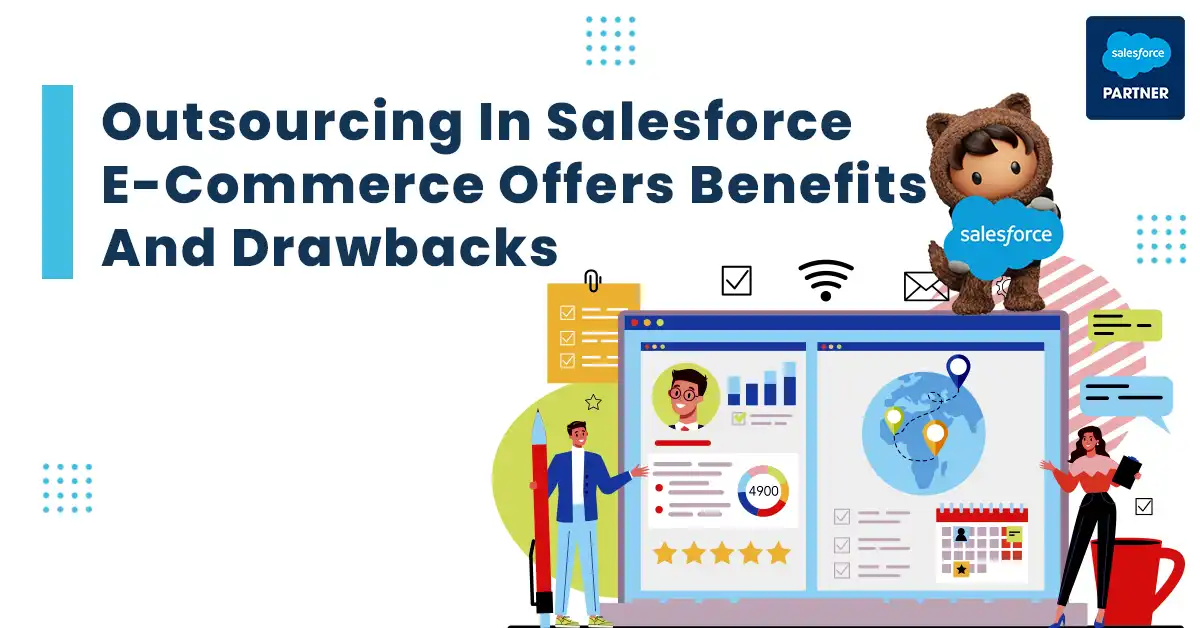 salesforce
PARTNER
Outsourcing In Salesforce
E-Commerce Offers Benefits
And Drawbacks
salesforce
4900